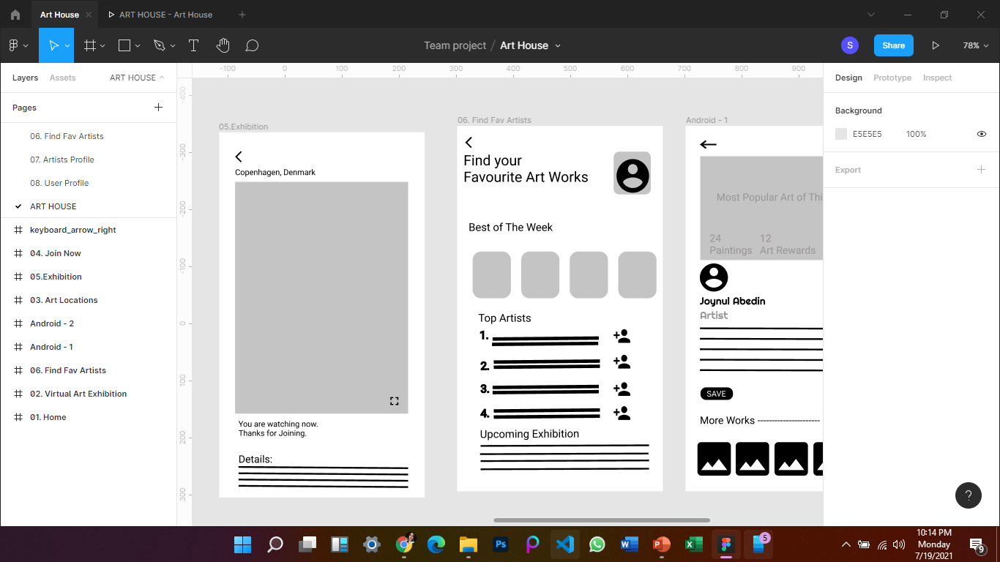 Art House
ART HOUSE - Art House
Team project / Art House
S
Share
78%
Layers
Assets
ART HOUSE
Pages
06. Find Fav Artists
07. Artists Profile
08. User Profile
ART HOUSE
keyboard_arrow_right
04. Join Now
05.Exhibition
03. Art Locations
Android - 2
Android - 1
06. Find Fav Artists
02. Virtual Art Exhibition
01. Home
-100
0
100
200
300
400
500
600
700
800
900
-400
-300
-200
-100
0
100
200
300
05.Exhibition
Copenhagen, Denmark
You are watching now.
Thanks for Joining.
Details:
06. Find Fav Artists
Find your
Favourite Art Works
Best of The Week
Top Artists
1.
2.
3.
4.
Upcoming Exhibition
Android - 1
Most Popular Art of Thi
24
Paintings
12
Art Rewards
Joynul Abedin
Artist
SAVE
More Works ----------------------
Design
Prototype
Inspect
Background
E5E5E5
100%
Export
?
Ps
W
P
X
5
10:14 PM
Monday
7/19/2021
9